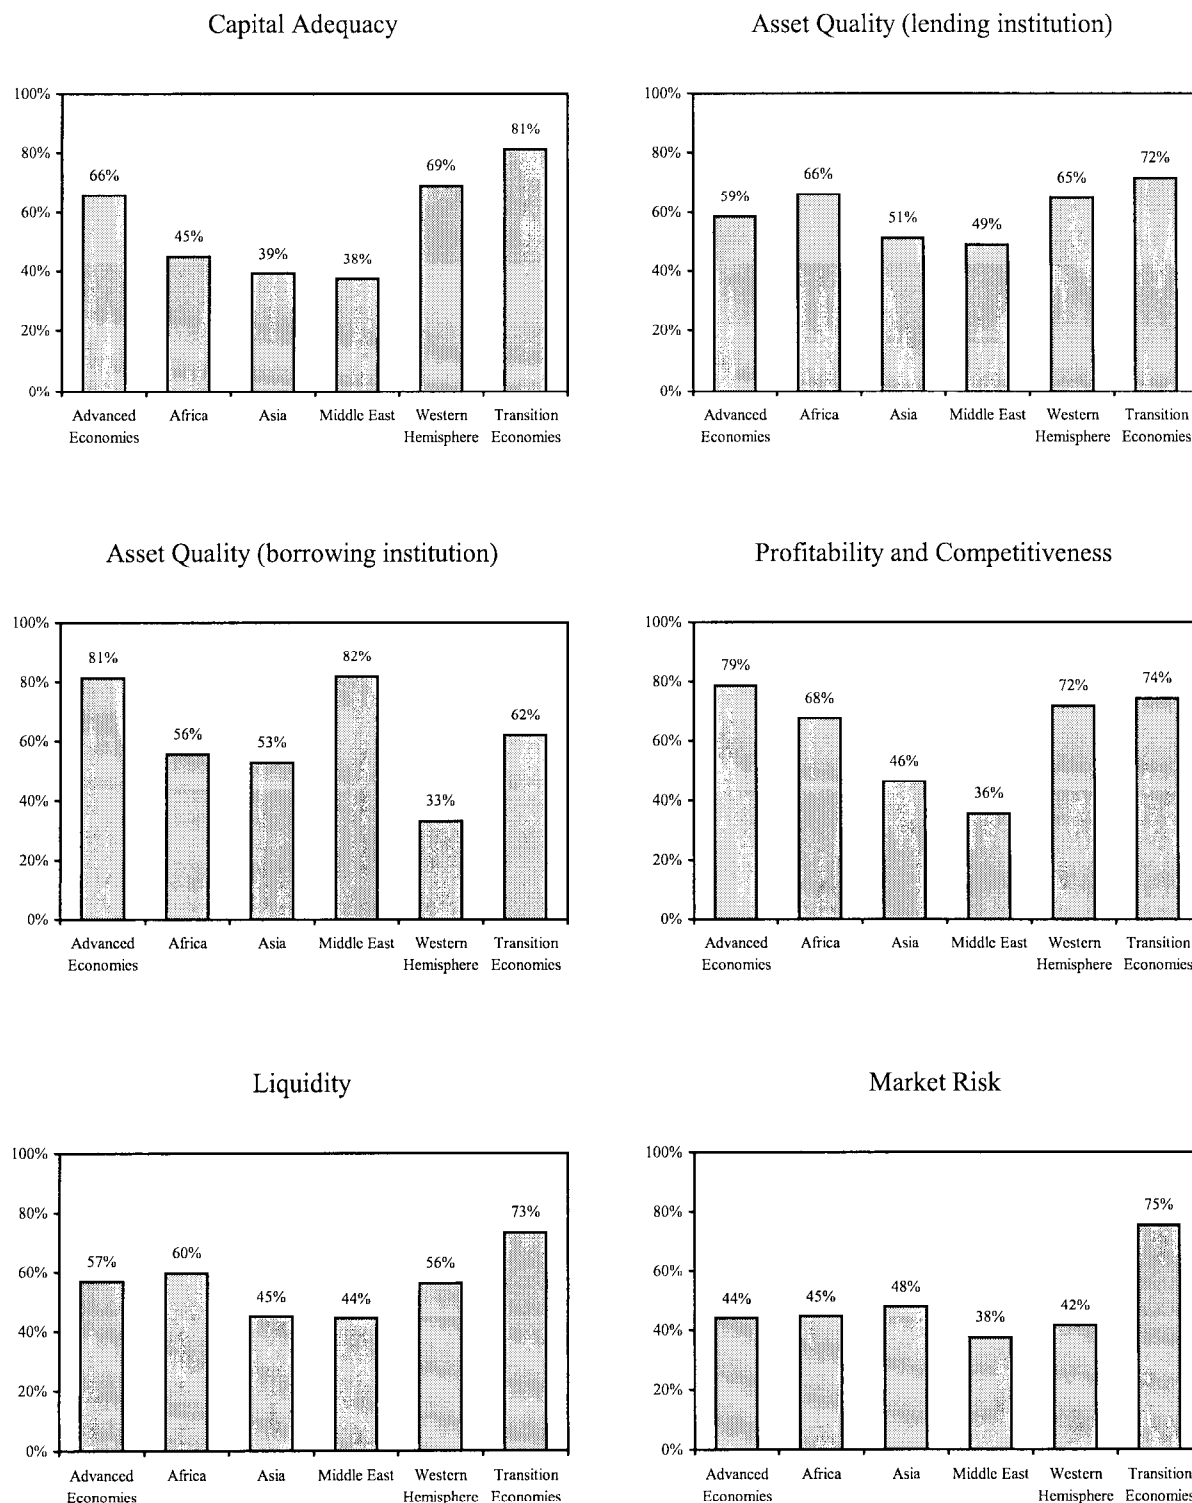 Capital Adequacy
100%
80%
60%
40%
20%
0%
66%
45%
39%
38%
69%
81%
Advanced Economies
Africa
Asia
Middle East
Western Hemisphere
Transition Economies
Asset Quality (lending institution)
100%
80%
60%
40%
20%
0%
59%
66%
51%
49%
65%
72%
Advanced Economies
Africa
Asia
Middle East
Western Hemisphere
Transition Economies
Asset Quality (borrowing institution)
100%
80%
60%
40%
20%
0%
81%
56%
53%
82%
33%
62%
Advanced Economies
Africa
Asia
Middle East
Western Hemisphere
Transition Economies
Profitability and Competitiveness
100%
80%
60%
40%
20%
0%
79%
68%
46%
36%
72%
74%
Advanced Economies
Africa
Asia
Middle East
Western Hemisphere
Transition Economies
Liquidity
100%
80%
60%
40%
20%
0%
57%
60%
45%
44%
56%
73%
Advanced Economies
Africa
Asia
Middle East
Western Hemisphere
Transition Economies
Market Risk
100%
80%
60%
40%
20%
0%
44%
45%
48%
38%
42%
75%
Advanced Economies
Africa
Asia
Middle East
Western Hemisphere
Transition Economies